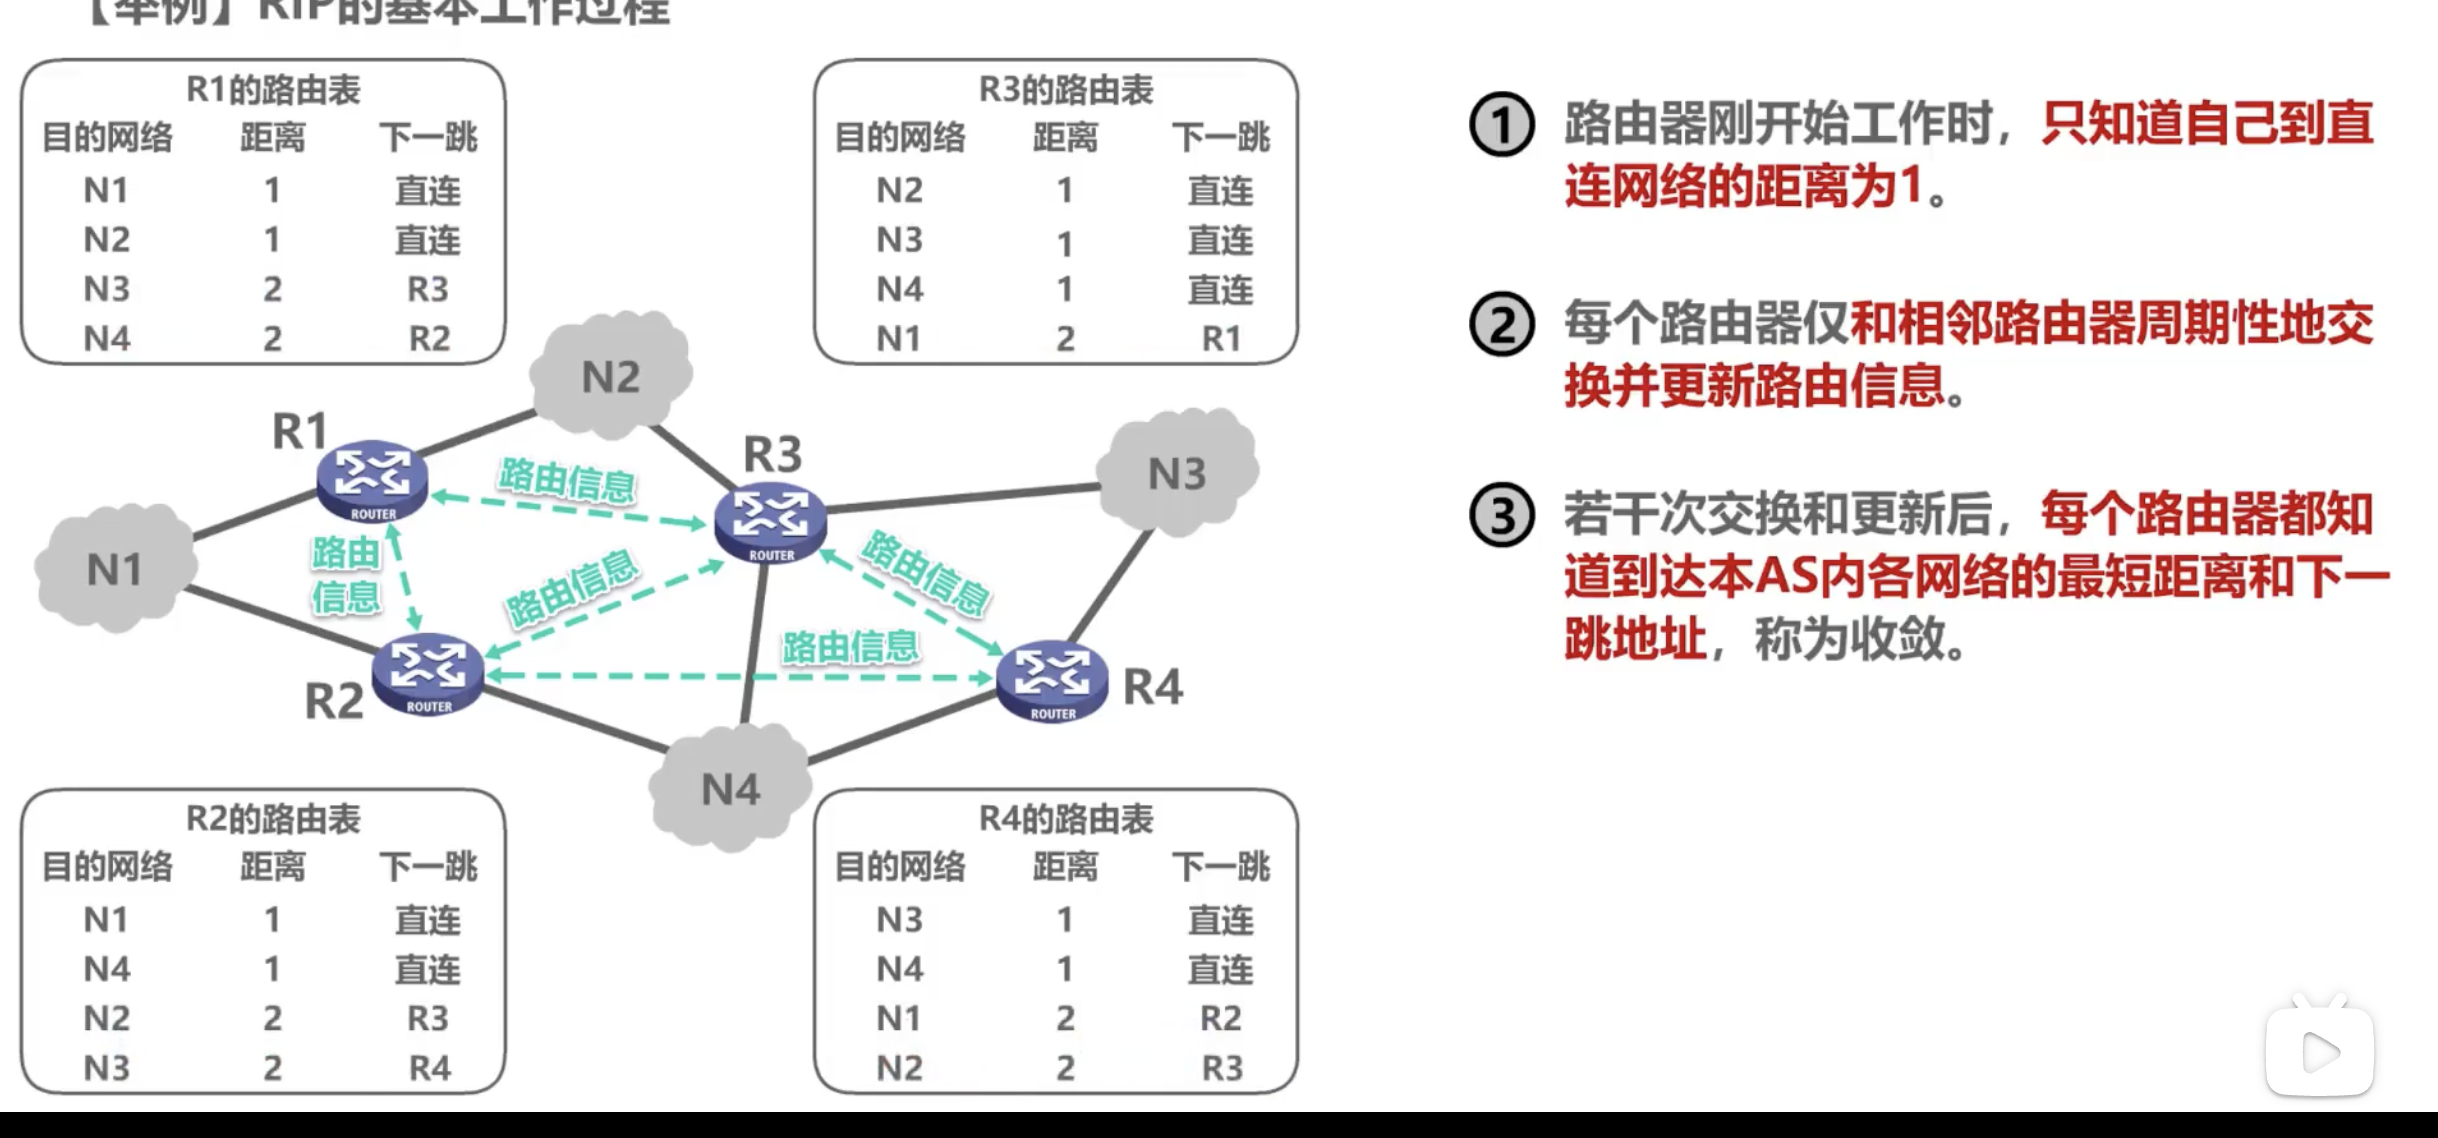 【举例】RIP的基本工作过程
R1的路由表
目的网络 距离 下一跳
N1 1 直连
N2 1 直连
N3 2 R3
N4 2 R2
R3的路由表
目的网络 距离 下一跳
N2 1 直连
N3 1 直连
N4 1 直连
N1 2 R1
N2
R1
R3
N3
路由信息
ROUTER
ROUTER
N1
路由
信息
路由信息
路由信息
路由信息
R2
ROUTER
ROUTER
R4
N4
R2的路由表
目的网络 距离 下一跳
N1 1 直连
N4 1 直连
N2 2 R3
N3 2 R4
R4的路由表
目的网络 距离 下一跳
N3 1 直连
N4 1 直连
N1 2 R2
N2 2 R3
① 路由器刚开始工作时，只知道自己到直
连网络的距离为1。
② 每个路由器仅和相邻路由器周期性地交
换并更新路由信息。
③ 若干次交换和更新后，每个路由器都知
道到达本AS内各网络的最短距离和下一
跳地址，称为收敛。